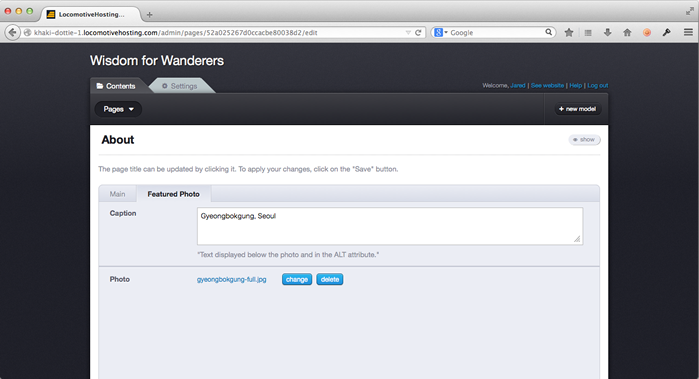 LocomotiveHosting...
khaki-dottie-1.locomotivehosting.com/admin/pages/52a025267d0ccacbe80038d2/edit
Google
Wisdom for Wanderers
Contents
Settings
Welcome, Jared | See website | Help | Log out
Pages
+ new model
About
show
The page title can be updated by clicking it. To apply your changes, click on the "Save" button.
Main
Featured Photo
Caption
Gyeongbokgung, Seoul
"Text displayed below the photo and in the ALT attribute."
Photo
gyeongbokgung-full.jpg
change
delete